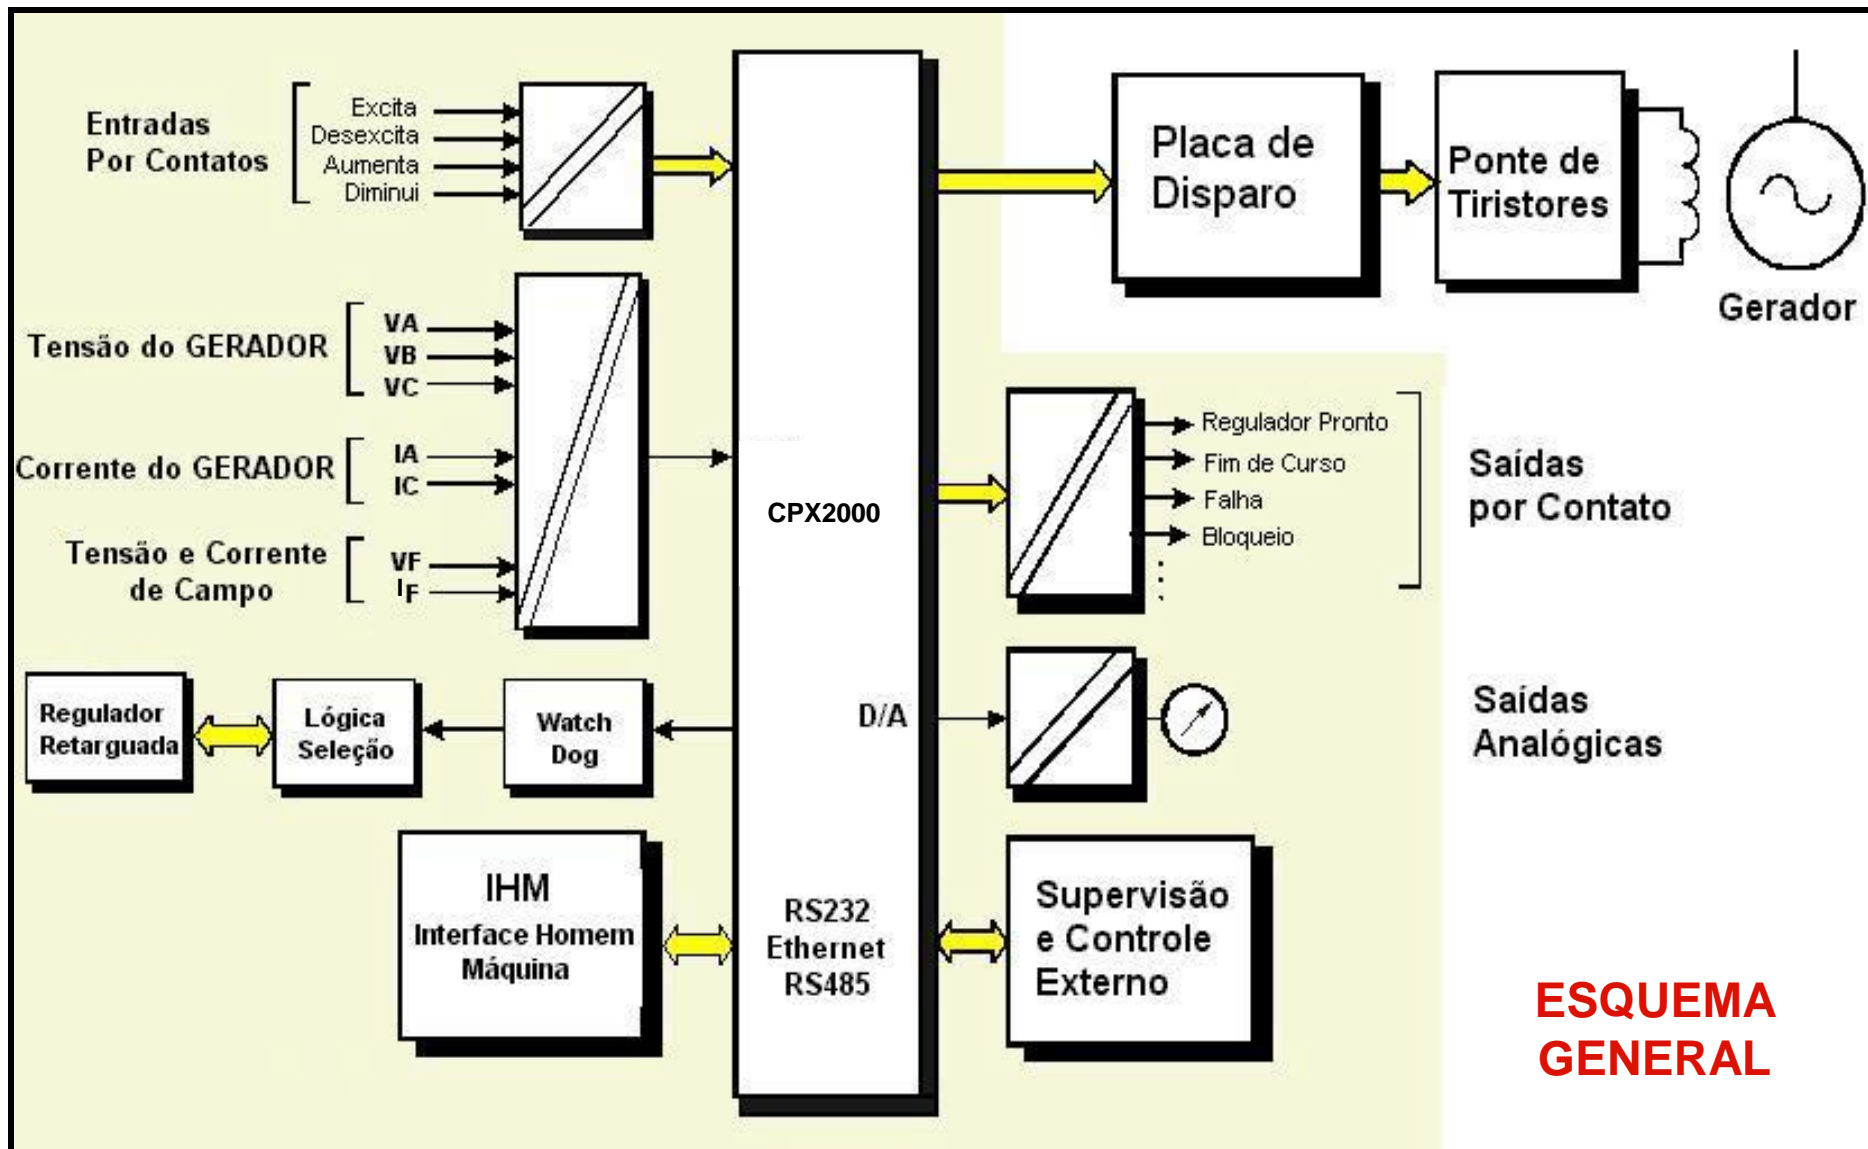 Entradas
Por Contatos
Excita
Desexcita
Aumenta
Diminui
Tensão do GERADOR
VA
VB
VC
Corrente do GERADOR
IA
IC
Tensão e Corrente
de Campo
VF
IF
Regulador
Retarguada
Lógica
Seleção
Watch
Dog
IHM
Interface Homem
Máquina
CPX2000
D/A
RS232
Ethernet
RS485
Placa de
Disparo
Ponte de
Tiristores
Gerador
Regulador Pronto
Fim de Curso
Falha
Bloqueio
Saídas
por Contato
Saídas
Analógicas
Supervisão
e Controle
Externo
ESQUEMA
GENERAL